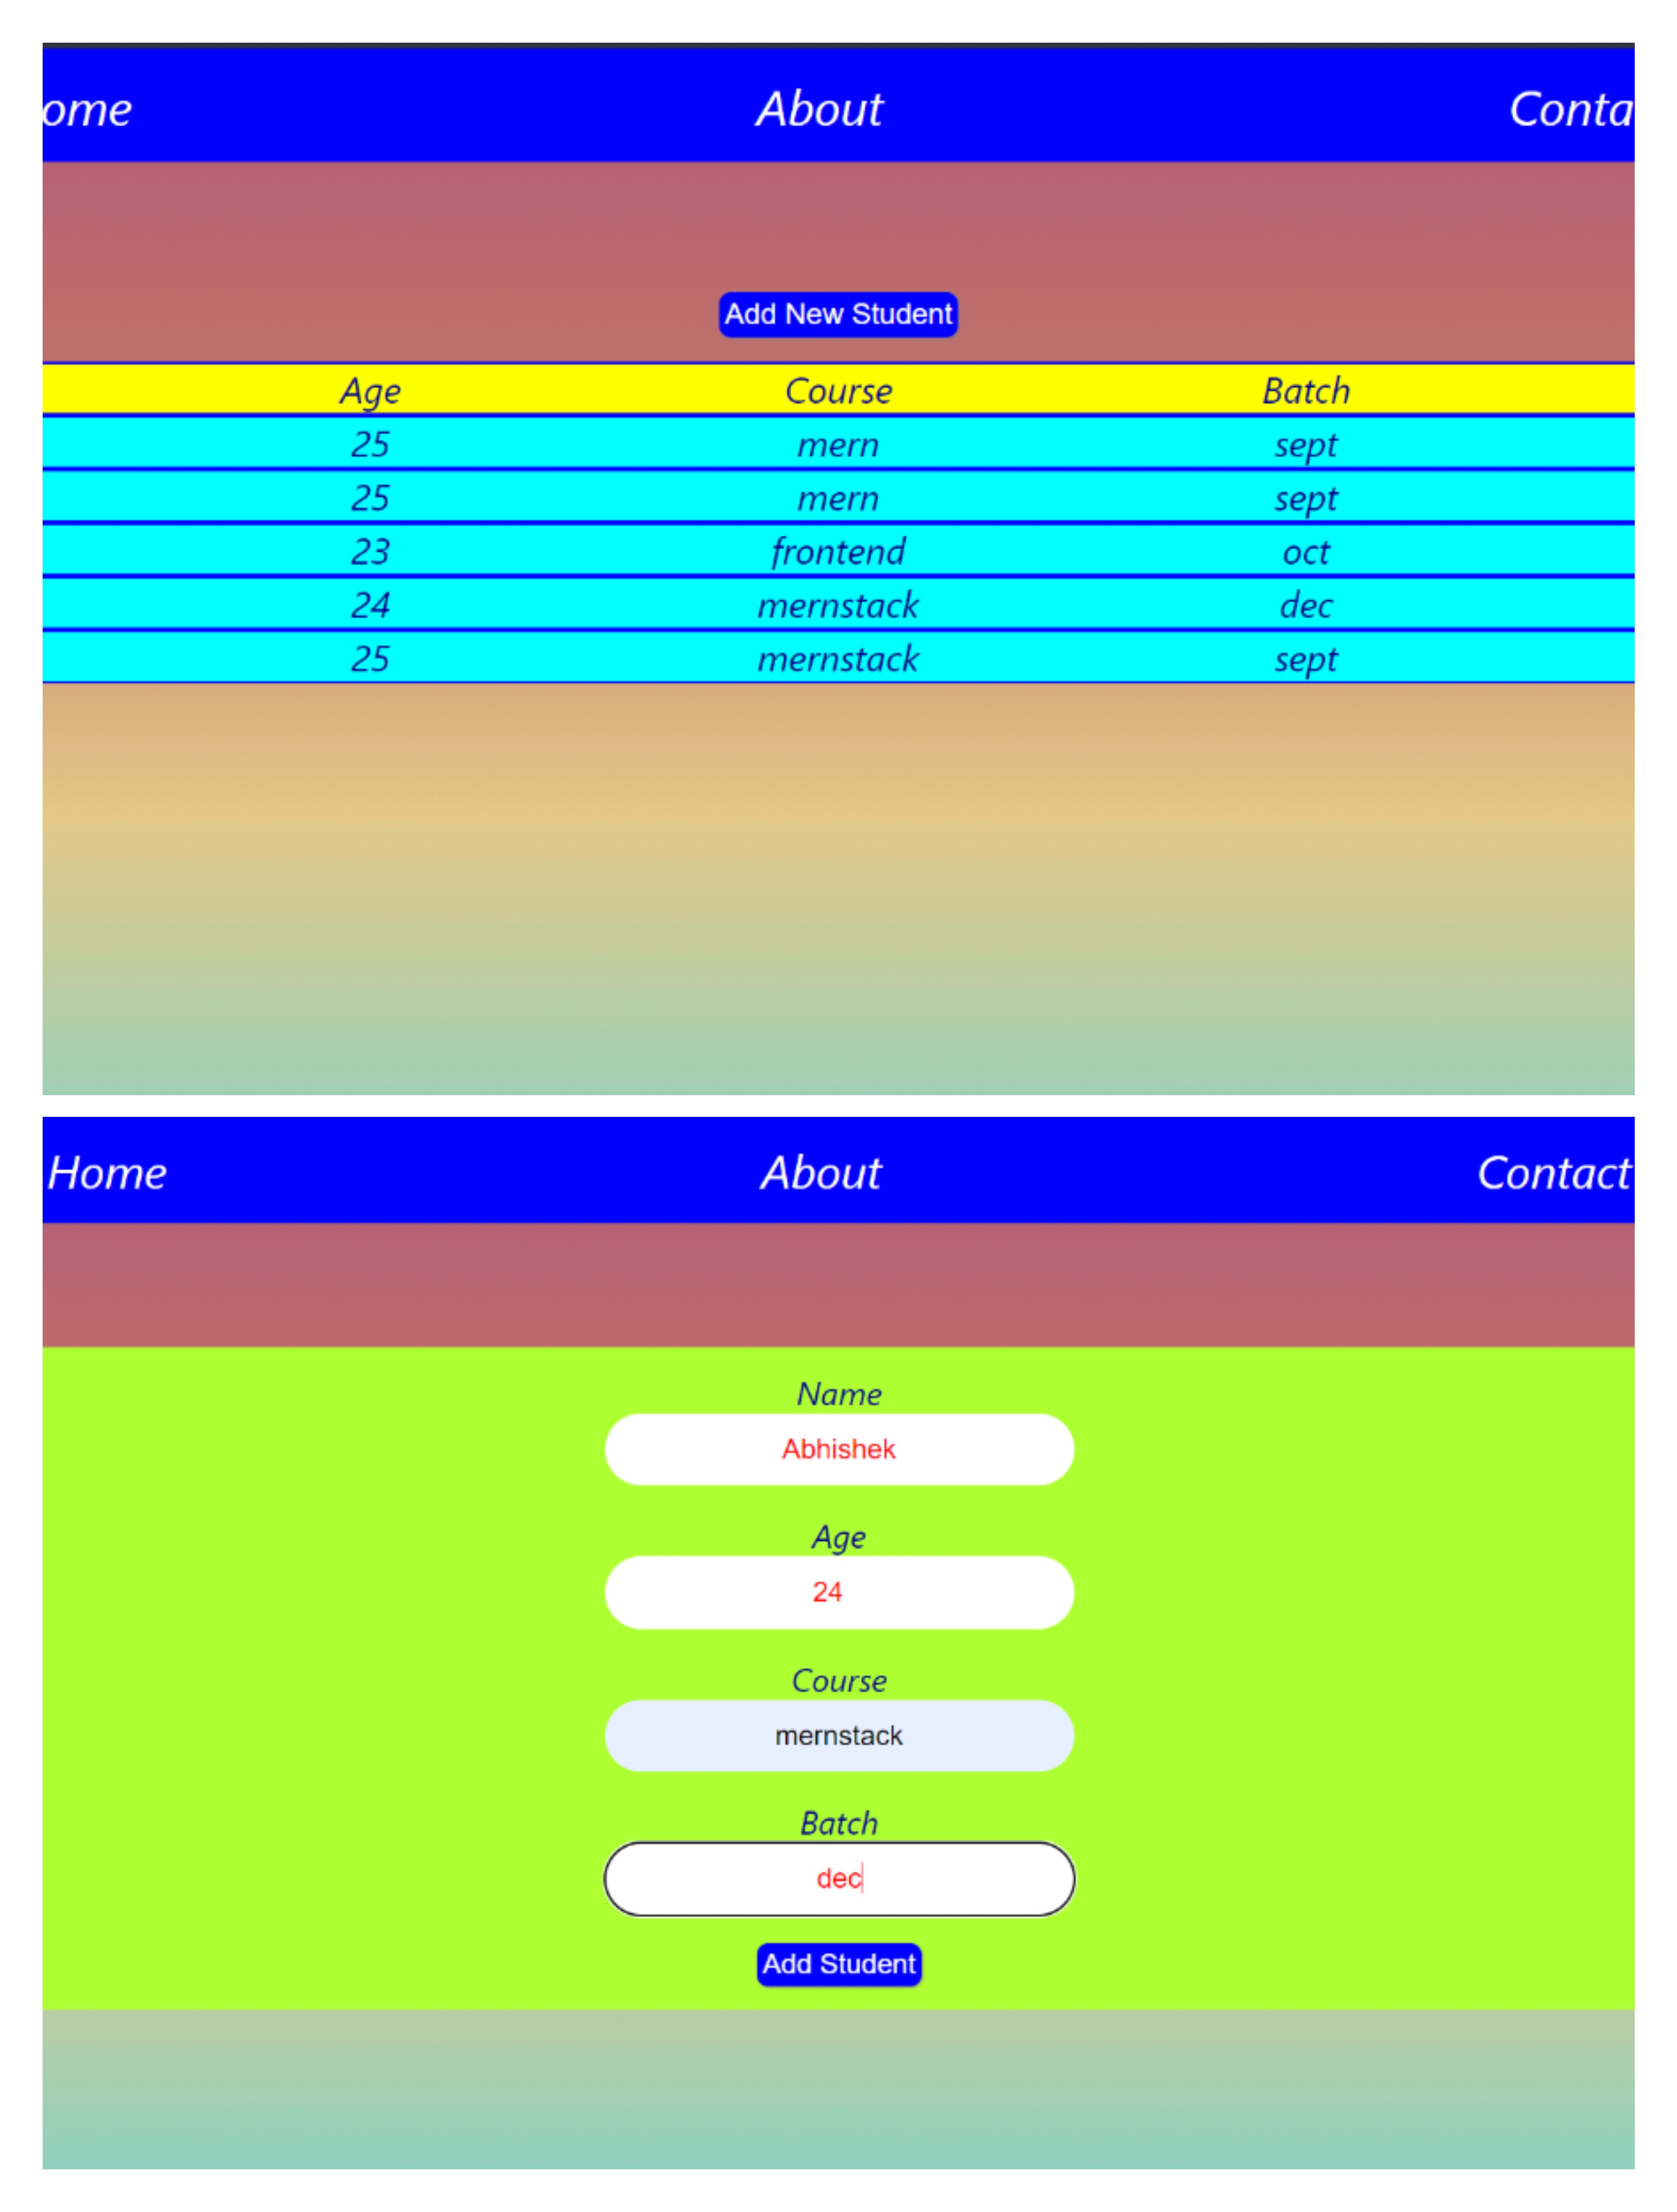 ome About Conta
Add New Student
Age Course Batch
25 mern sept
25 mern sept
23 frontend oct
24 mernstack dec
25 mernstack sept
Home About Contact
Name
Abhishek
Age
24
Course
mernstack
Batch
dec
Add Student